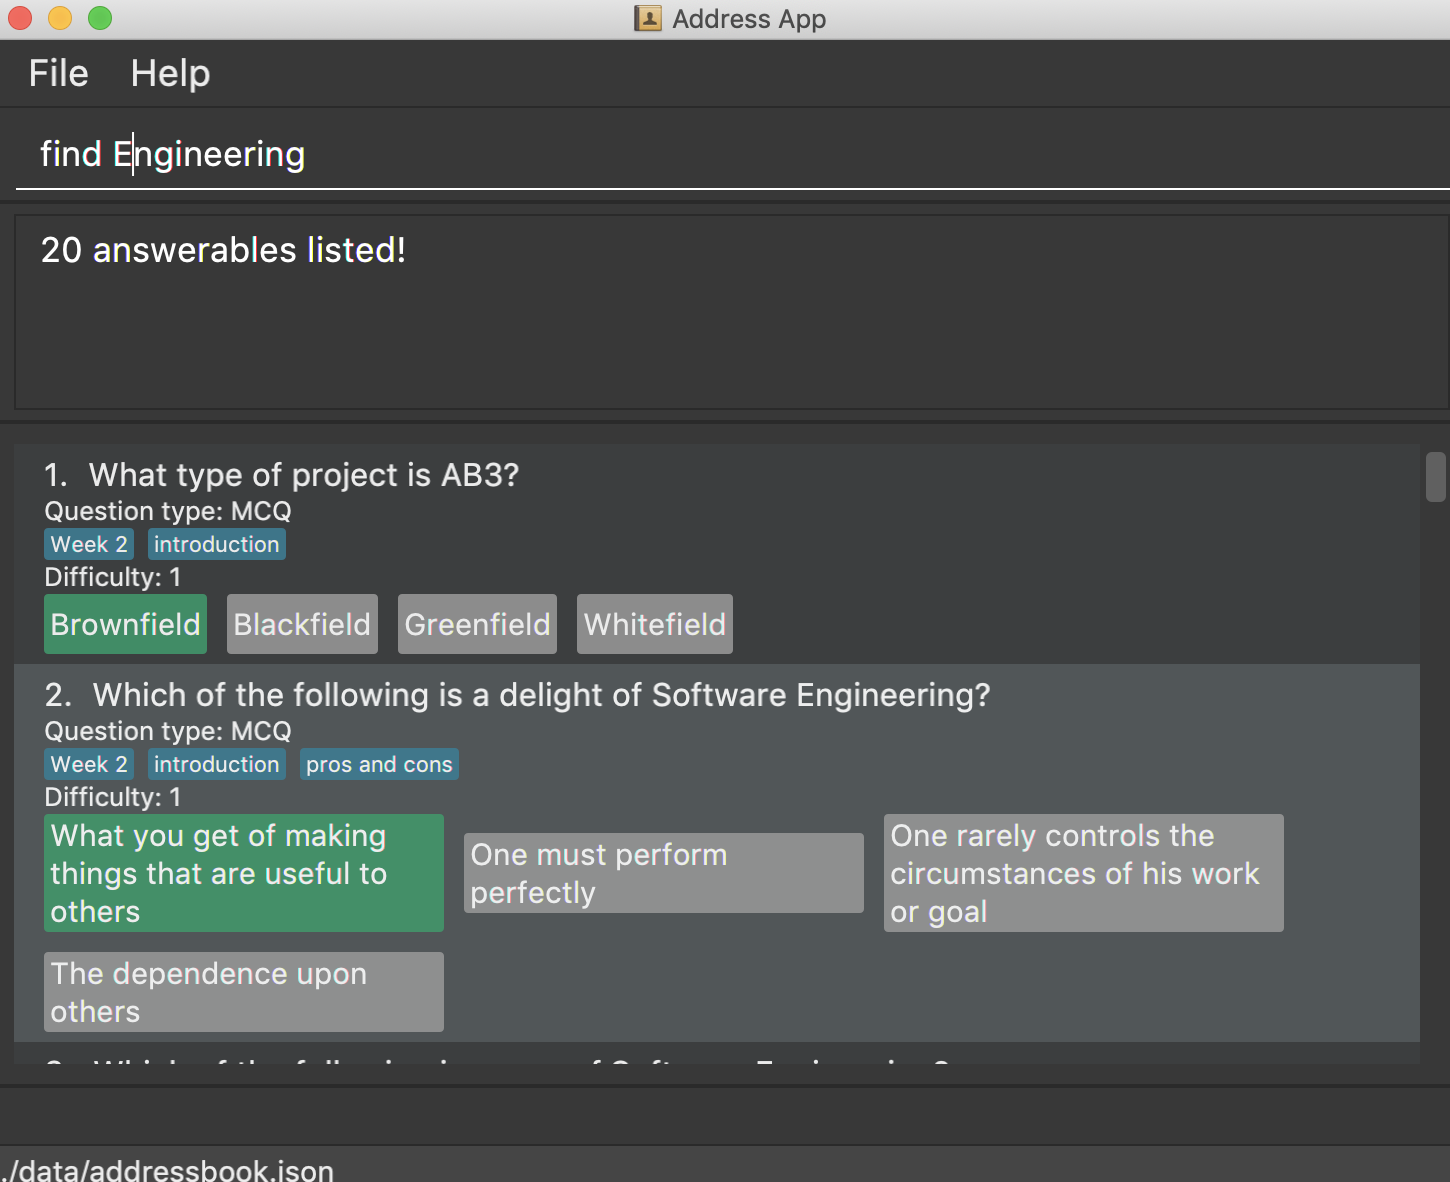 Address App
File Help
find Engineering
20 answerables listed!
1. What type of project is AB3?
Question type: MCQ
Week 2 introduction
Difficulty: 1
Brownfield Blackfield Greenfield Whitefield
2. Which of the following is a delight of Software Engineering?
Question type: MCQ
Week 2 introduction pros and cons
Difficulty: 1
What you get of making
things that are useful to
others
One must perform
perfectly
One rarely controls the
circumstances of his work
or goal
The dependence upon
others
./data/addressbook.json